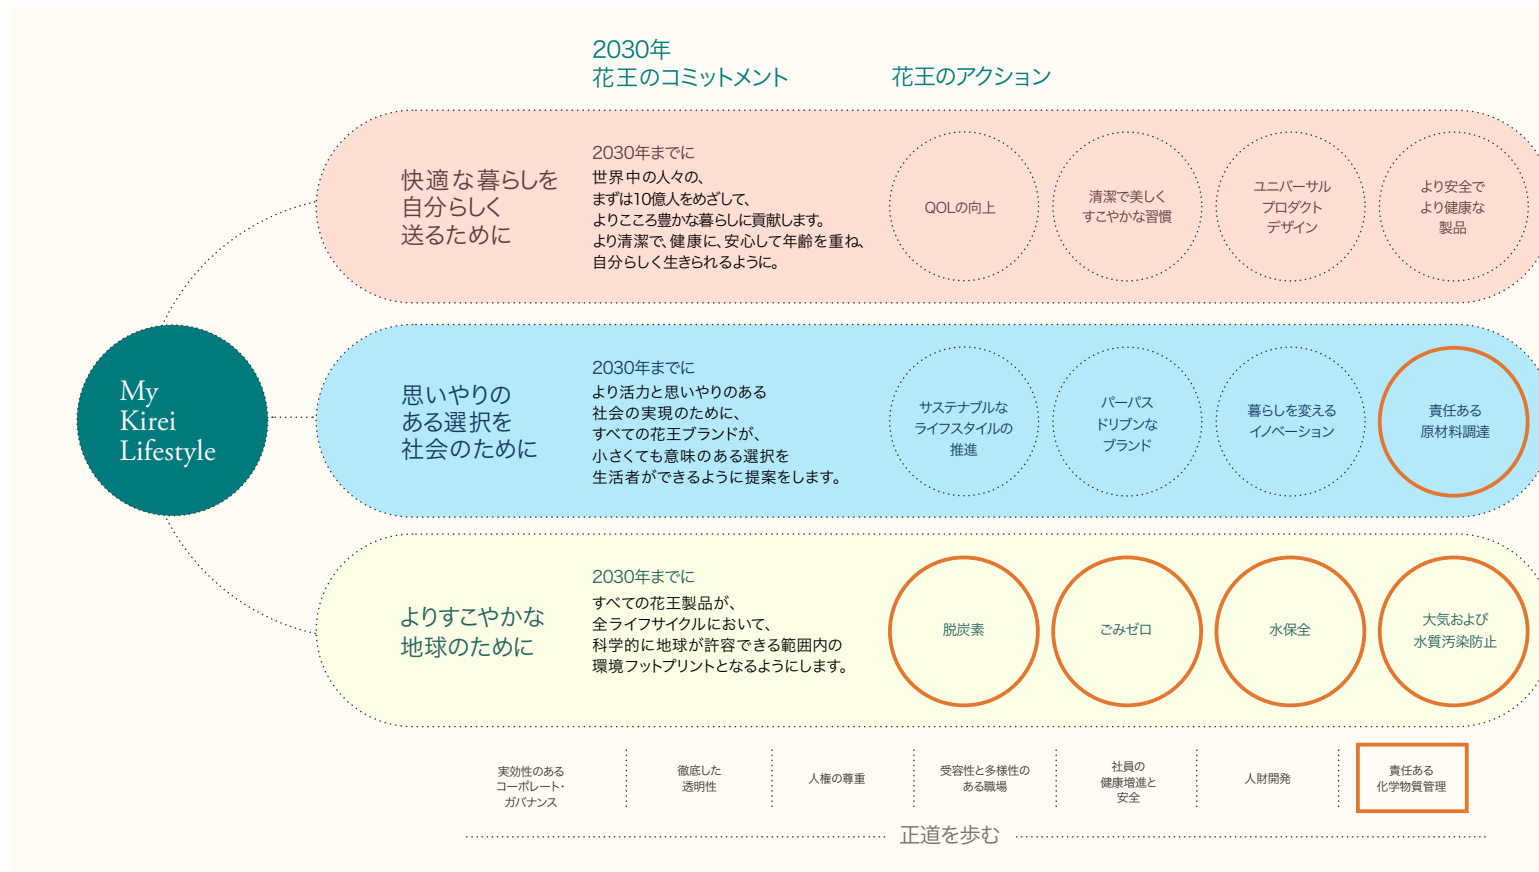 2030年
花王のコミットメント
花王のアクション
快適な暮らしを
自分らしく
送るために
2030年までに
世界中の人々の、
まずは10億人をめざして、
よりこころ豊かな暮らしに貢献します。
より清潔で、健康に、安心して年齢を重ね、
自分らしく生きられるように。
QOLの向上
清潔で美しく
すこやかな習慣
ユニバーサル
プロダクト
デザイン
より安全で
より健康な
製品
My
Kirei
Lifestyle
思いやりの
ある選択を
社会のために
2030年までに
より活力と思いやりのある
社会の実現のために、
すべての花王ブランドが、
小さくても意味のある選択を
生活者ができるように提案をします。
サステナブルな
ライフスタイルの
推進
パーパス
ドリブンな
ブランド
暮らしを変える
イノベーション
責任ある
原材料調達
よりすこやかな
地球のために
2030年までに
すべての花王製品が、
全ライフサイクルにおいて、
科学的に地球が許容できる範囲内の
環境フットプリントとなるようにします。
脱炭素
ごみゼロ
水保全
大気および
水質汚染防止
実効性のある
コーポレート・
ガバナンス
徹底した
透明性
人権の尊重
受容性と多様性の
ある職場
社員の
健康増進と
安全
人財開発
責任ある
化学物質管理
正道を歩む